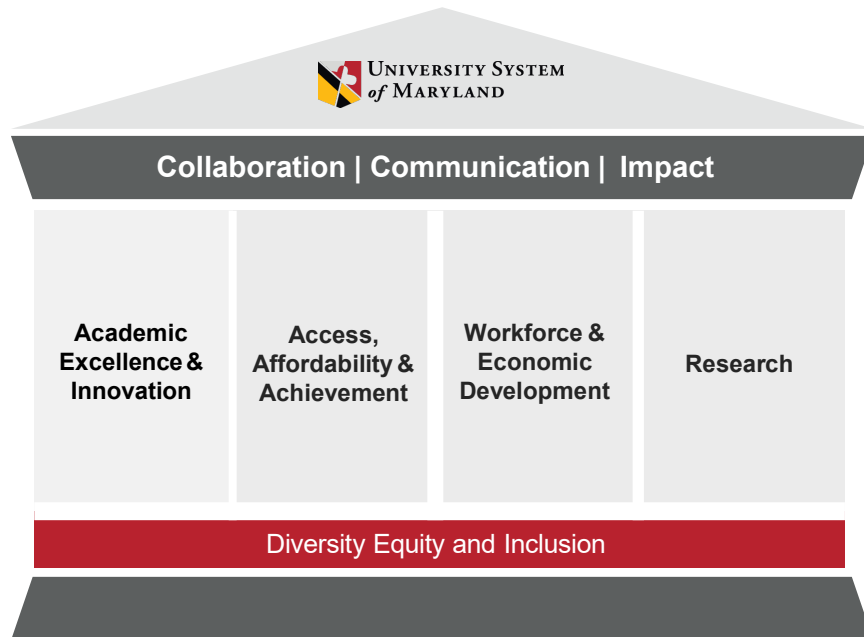 UNIVERSITY SYSTEM
of MARYLAND
Collaboration | Communication | Impact
Academic
Excellence &
Innovation
Access,
Affordability &
Achievement
Workforce &
Economic
Development
Research
Diversity Equity and Inclusion